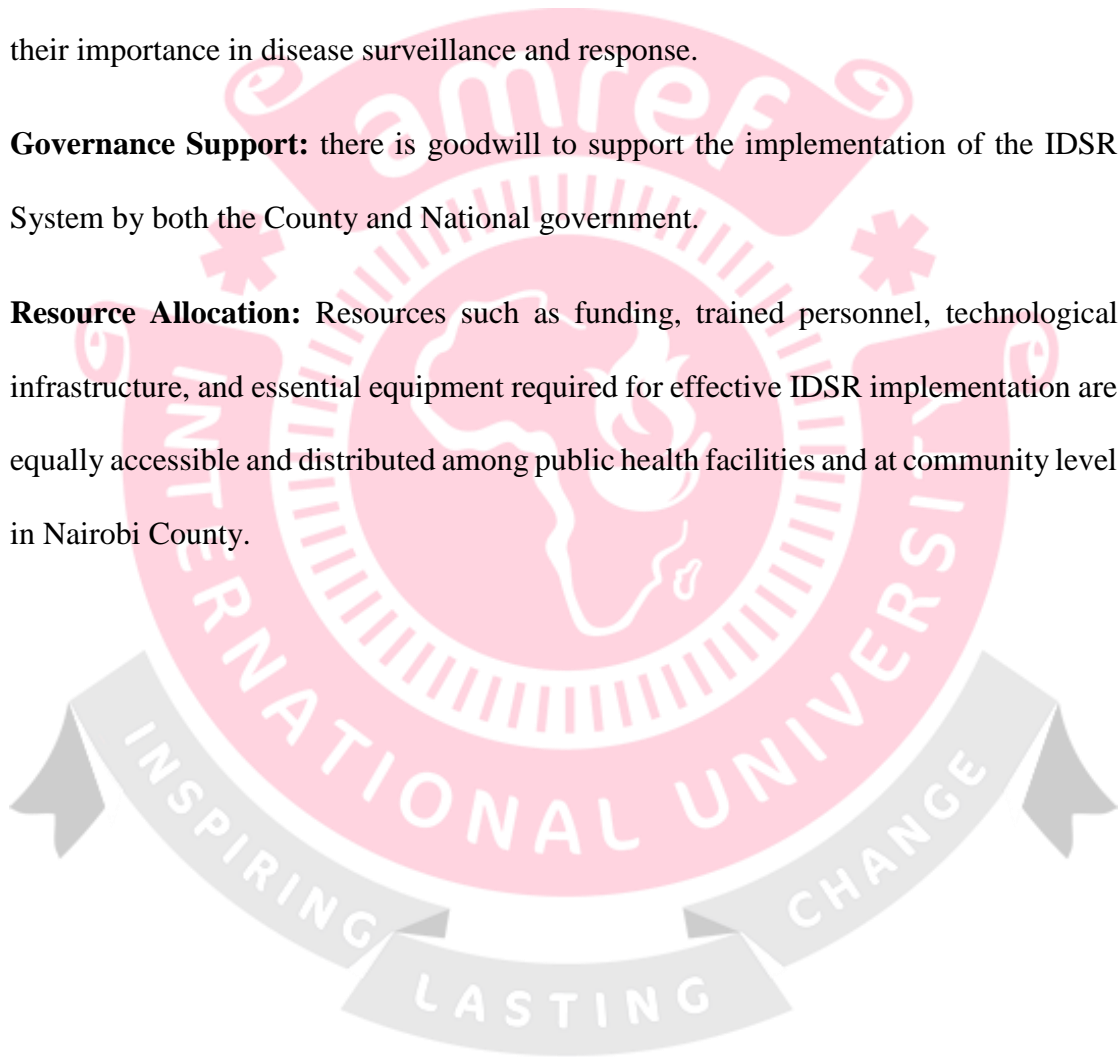 their importance in disease surveillance and response.
amref
Governance Support: there is goodwill to support the implementation of the IDSR
System by both the County and National government.
Resource Allocation: Resources such as funding, trained personnel, technological
infrastructure, and essential equipment required for effective IDSR implementation are
equally accessible and distributed among public health facilities and at community level
in Nairobi County.
INTERNATIONAL UNIVERSITY
INSPIRING
LASTING
CHANGE